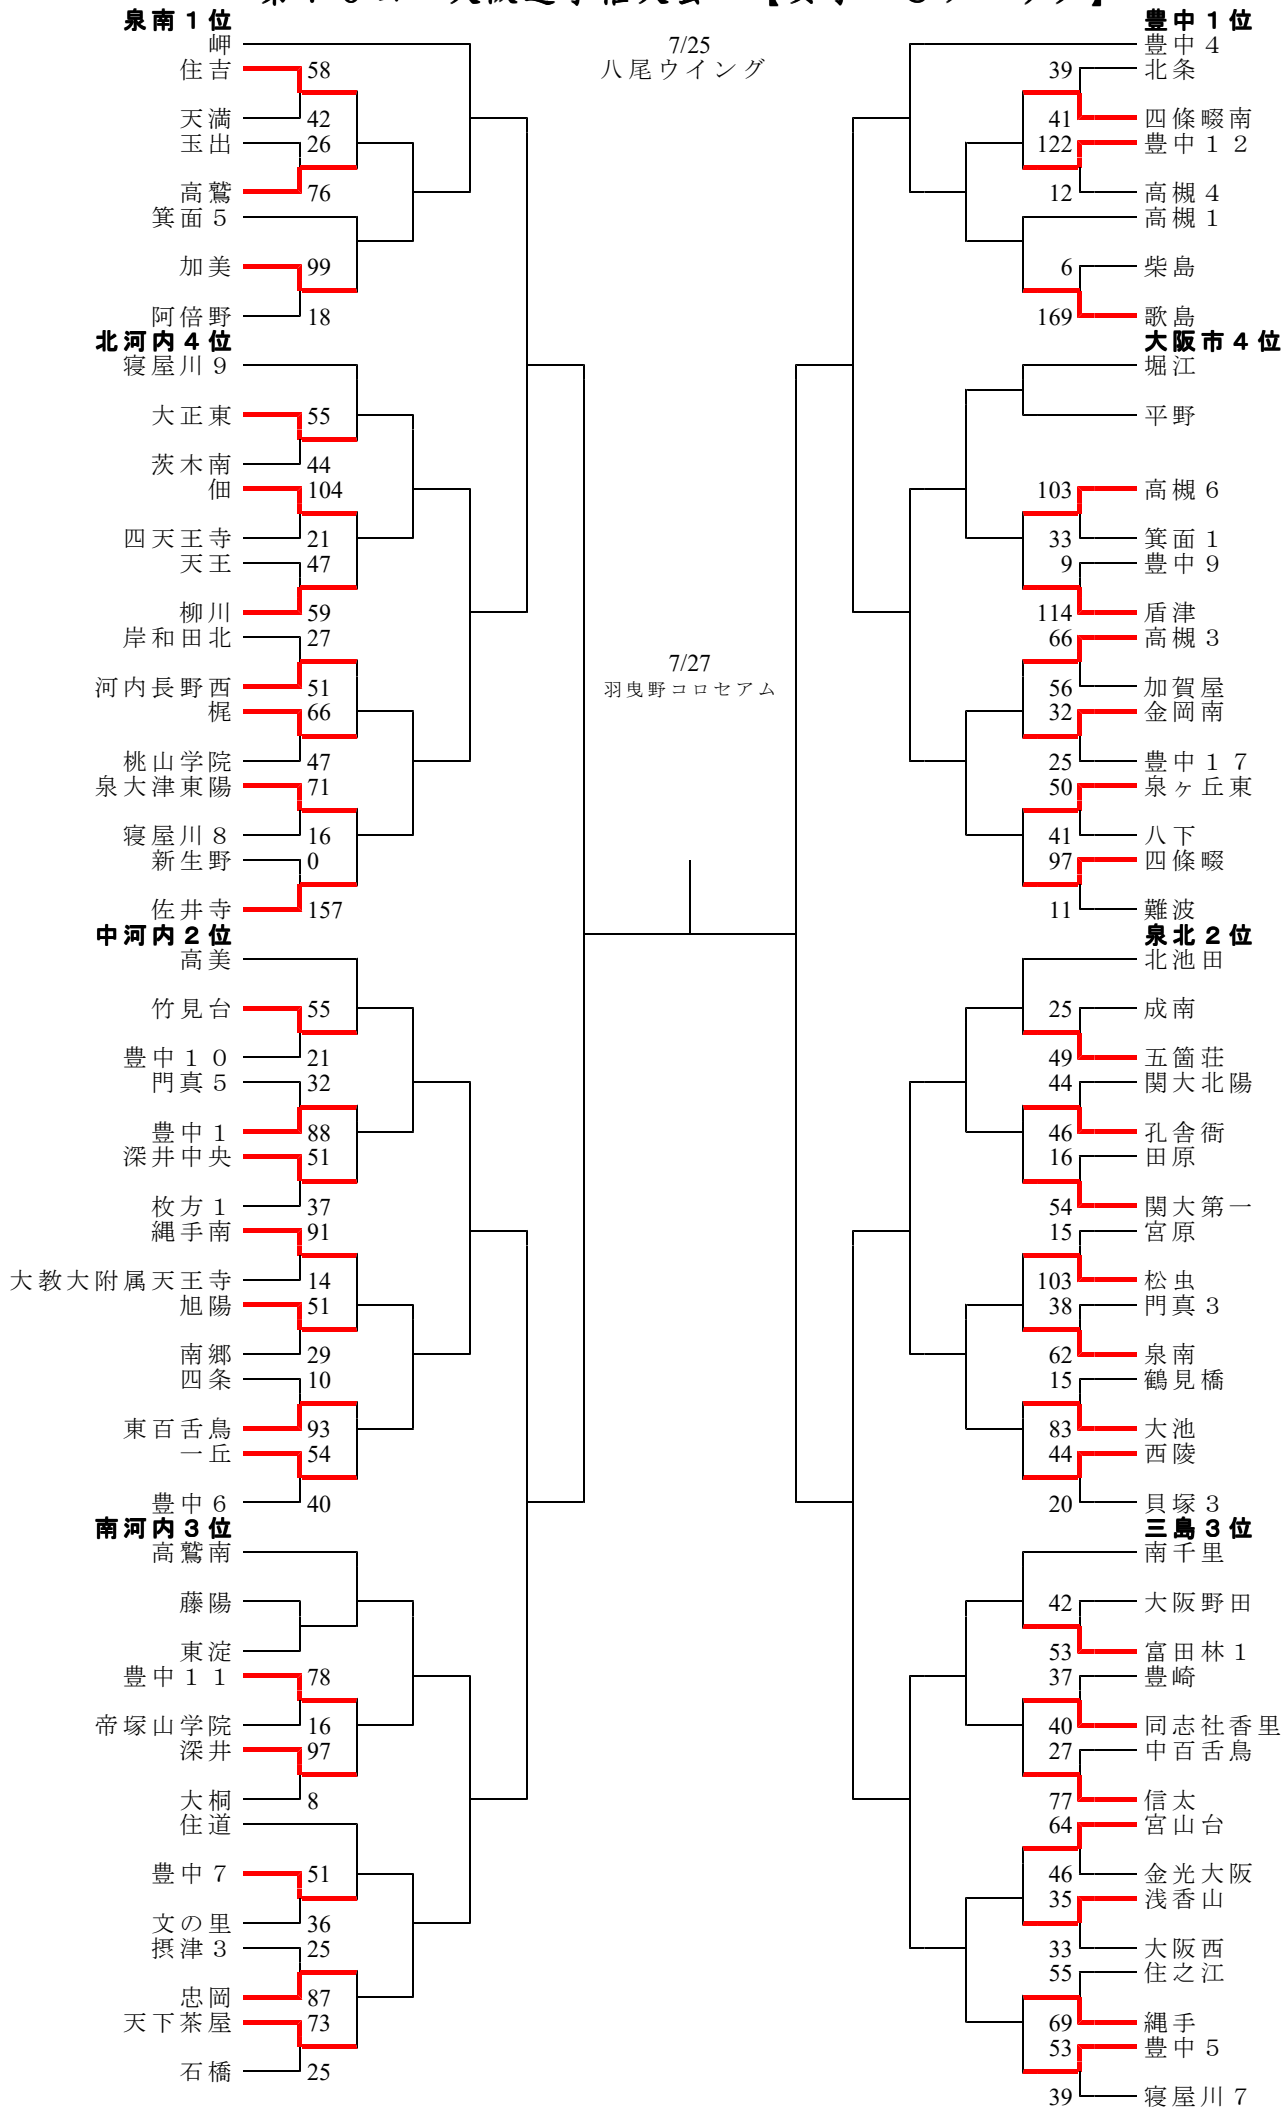 泉南１位
岬
住吉 58
天満 42
玉出 26
高鷲 76
箕面５
加美 99
阿倍野 18
北河内４位
寝屋川９
大正東 55
茨木南 44
佃 104
四天王寺 21
天王 47
柳川 59
岸和田北 27
河内長野西 51
梶 66
桃山学院 47
泉大津東陽 71
寝屋川８ 16
新生野 0
佐井寺 157
中河内２位
高美
竹見台 55
豊中１０ 21
門真５ 32
豊中１ 88
深井中央 51
枚方１ 37
縄手南 91
大教大附属天王寺 14
旭陽 51
南郷 29
四条 10
東百舌鳥 93
一丘 54
豊中６ 40
南河内３位
高鷲南
藤陽
東淀
豊中１１ 78
帝塚山学院 16
深井 97
大桐 8
住道
豊中７ 51
文の里 36
摂津３ 25
忠岡 87
天下茶屋 73
石橋 25
7/25
八尾ウイング
7/27
羽曳野コロセアム
豊中１位
豊中４
39 北条
41 四條畷南
122 豊中１２
12 高槻４
高槻１
6 柴島
169 歌島
大阪市４位
堀江
平野
103 高槻６
33 箕面１
9 豊中９
114 盾津
66 高槻３
56 加賀屋
32 金岡南
25 豊中１７
50 泉ヶ丘東
41 八下
97 四條畷
11 難波
泉北２位
北池田
25 成南
49 五箇荘
44 関大北陽
46 孔舎衙
16 田原
54 関大第一
15 宮原
103 松虫
38 門真３
62 泉南
15 鶴見橋
83 大池
44 西陵
20 貝塚３
三島３位
南千里
42 大阪野田
53 富田林１
37 豊崎
40 同志社香里
27 中百舌鳥
77 信太
64 宮山台
46 金光大阪
35 浅香山
33 大阪西
55 住之江
69 縄手
53 豊中５
39 寝屋川７